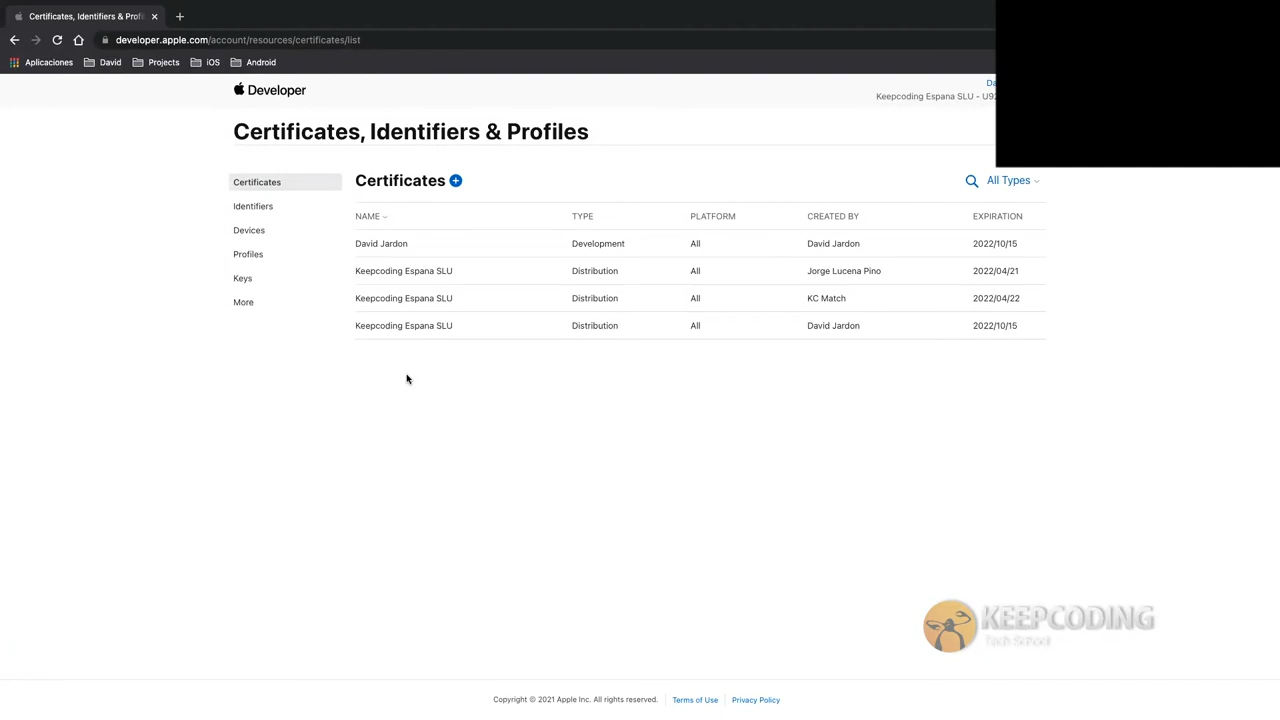 Certificates, Identifiers & Profi
developer.apple.com/account/resources/certificates/list
Aplicaciones David Projects iOS Android
Developer
Keepcoding Espana SLU - U92
Certificates, Identifiers & Profiles
Certificates
Identifiers
Devices
Profiles
Keys
More
Certificates
All Types
NAME TYPE PLATFORM CREATED BY EXPIRATION
David Jardon Development All David Jardon 2022/10/15
Keepcoding Espana SLU Distribution All Jorge Lucena Pino 2022/04/21
Keepcoding Espana SLU Distribution All KC Match 2022/04/22
Keepcoding Espana SLU Distribution All David Jardon 2022/10/15
KEEPCODING
Tech School
Copyright © 2021 Apple Inc. All rights reserved. Terms of Use Privacy Policy